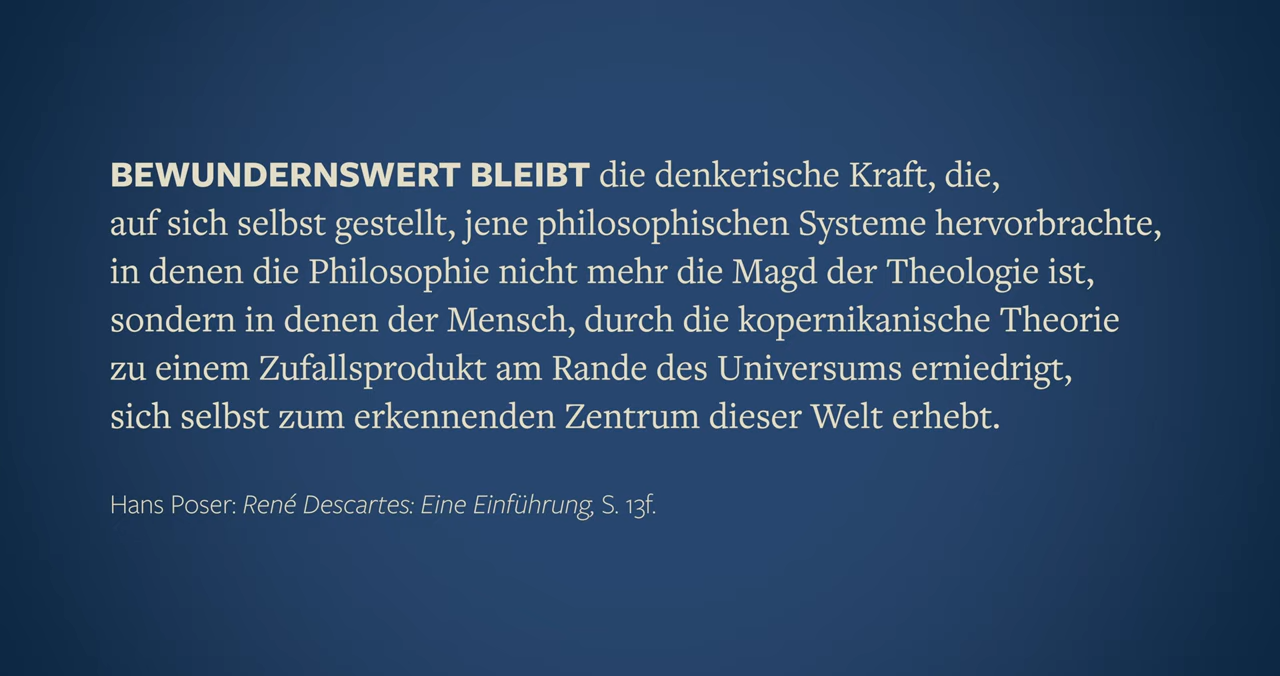 BEWUNDERNSWERT BLEIBT die denkerische Kraft, die,
auf sich selbst gestellt, jene philosophischen Systeme hervorbrachte,
in denen die Philosophie nicht mehr die Magd der Theologie ist,
sondern in denen der Mensch, durch die kopernikanische Theorie
zu einem Zufallsprodukt am Rande des Universums erniedrigt,
sich selbst zum erkennenden Zentrum dieser Welt erhebt.
Hans Poser: René Descartes: Eine Einführung, S. 13f.